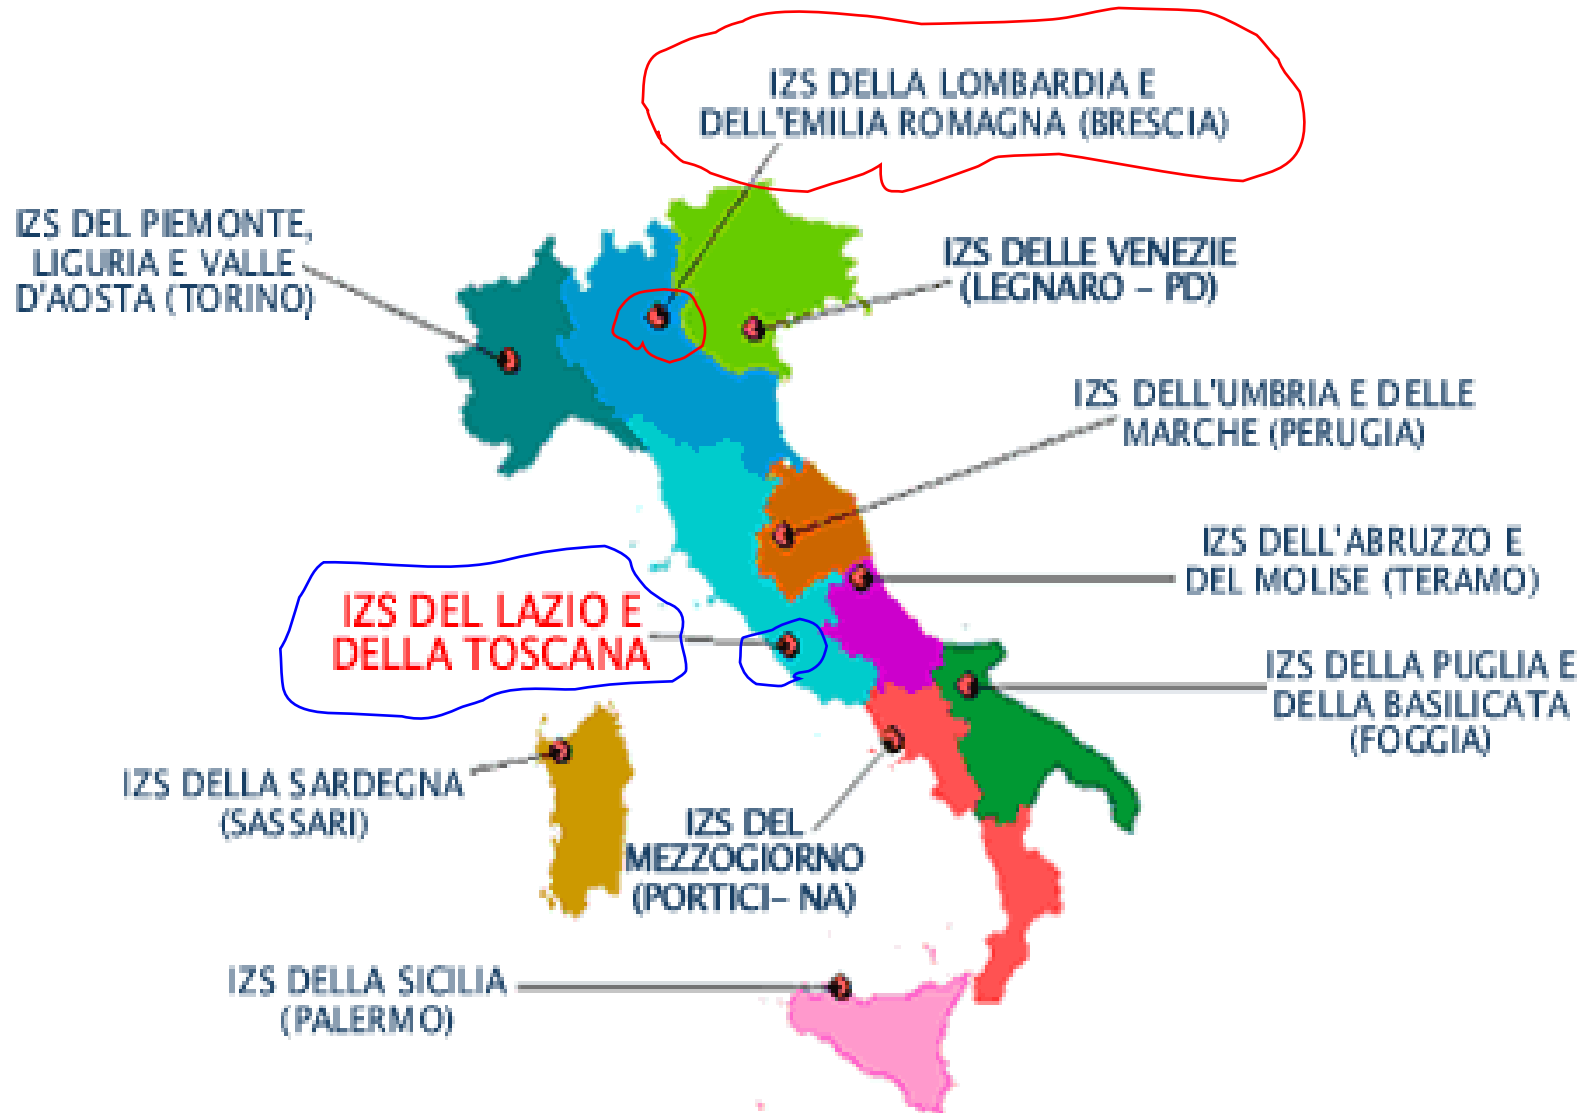 IZS DELLA LOMBARDIA E
DELL'EMILIA ROMAGNA (BRESCIA)
IZS DEL PIEMONTE,
LIGURIA E VALLE
D'AOSTA (TORINO)
IZS DELLE VENEZIE
(LEGNARO – PD)
IZS DELL'UMBRIA E DELLE
MARCHE (PERUGIA)
IZS DELL'ABRUZZO E
DEL MOLISE (TERAMO)
IZS DEL LAZIO E
DELLA TOSCANA
IZS DELLA PUGLIA E
DELLA BASILICATA
(FOGGIA)
IZS DELLA SARDEGNA
(SASSARI)
IZS DEL
MEZZOGIORNO
(PORTICI– NA)
IZS DELLA SICILIA
(PALERMO)